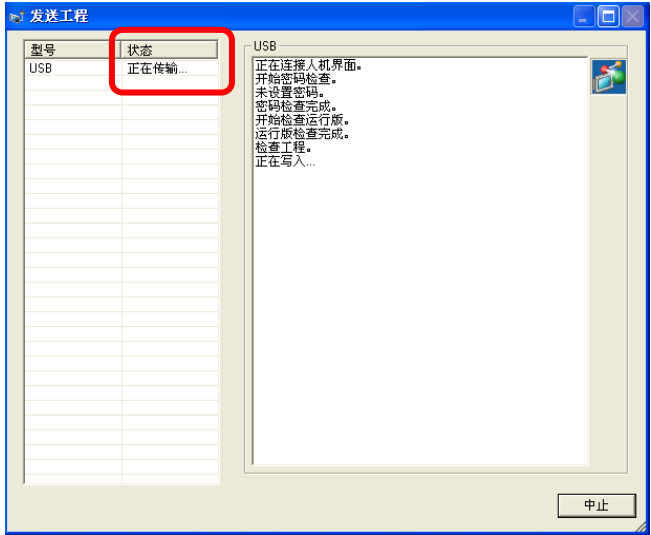 发送工程
型号 状态
USB 正在传输...
USB
正在连接人机界面。
开始密码检查。
未设置密码。
密码检查完成。
开始检查运行版。
运行版检查完成。
检查工程。
正在写入...
中止